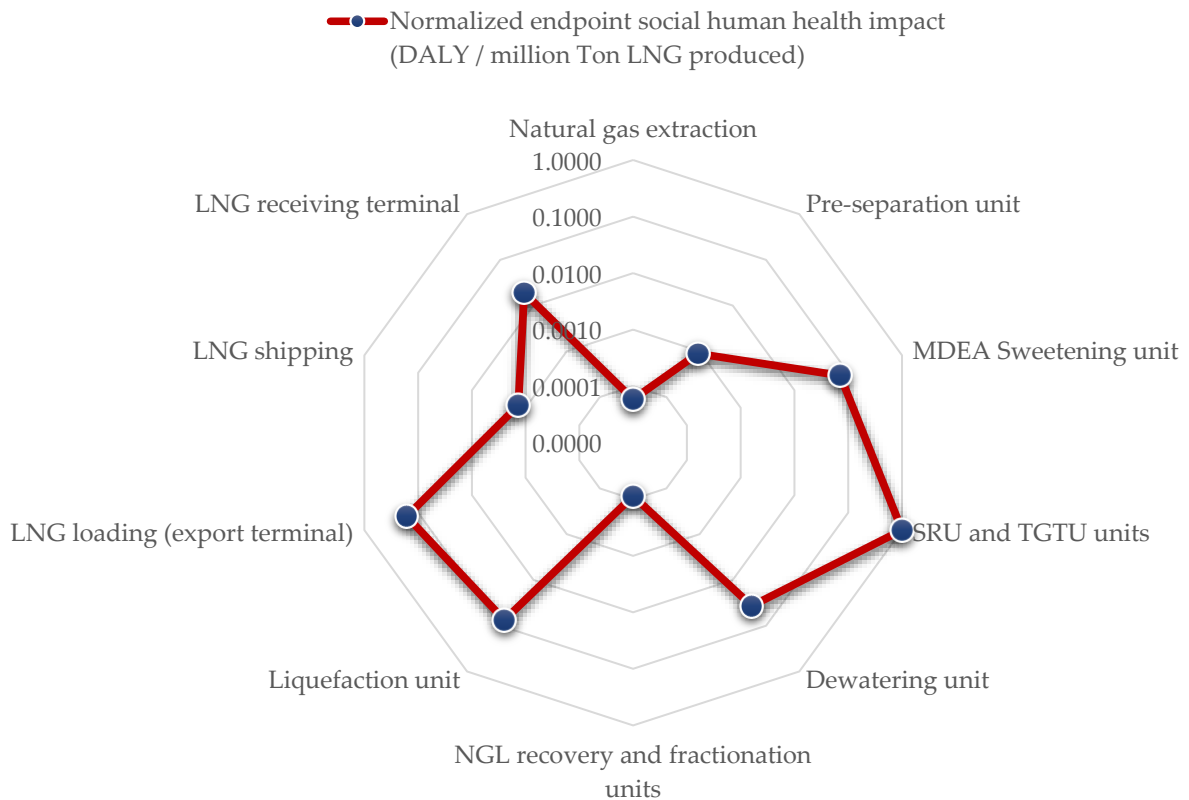 Normalized endpoint social human health impact
(DALY / million Ton LNG produced)
Natural gas extraction
1.0000
LNG receiving terminal
Pre-separation unit
0.1000
0.0100
0.0010
LNG shipping
MDEA Sweetening unit
0.0001
0.0000
LNG loading (export terminal)
SRU and TGTU units
Liquefaction unit
Dewatering unit
NGL recovery and fractionation
units